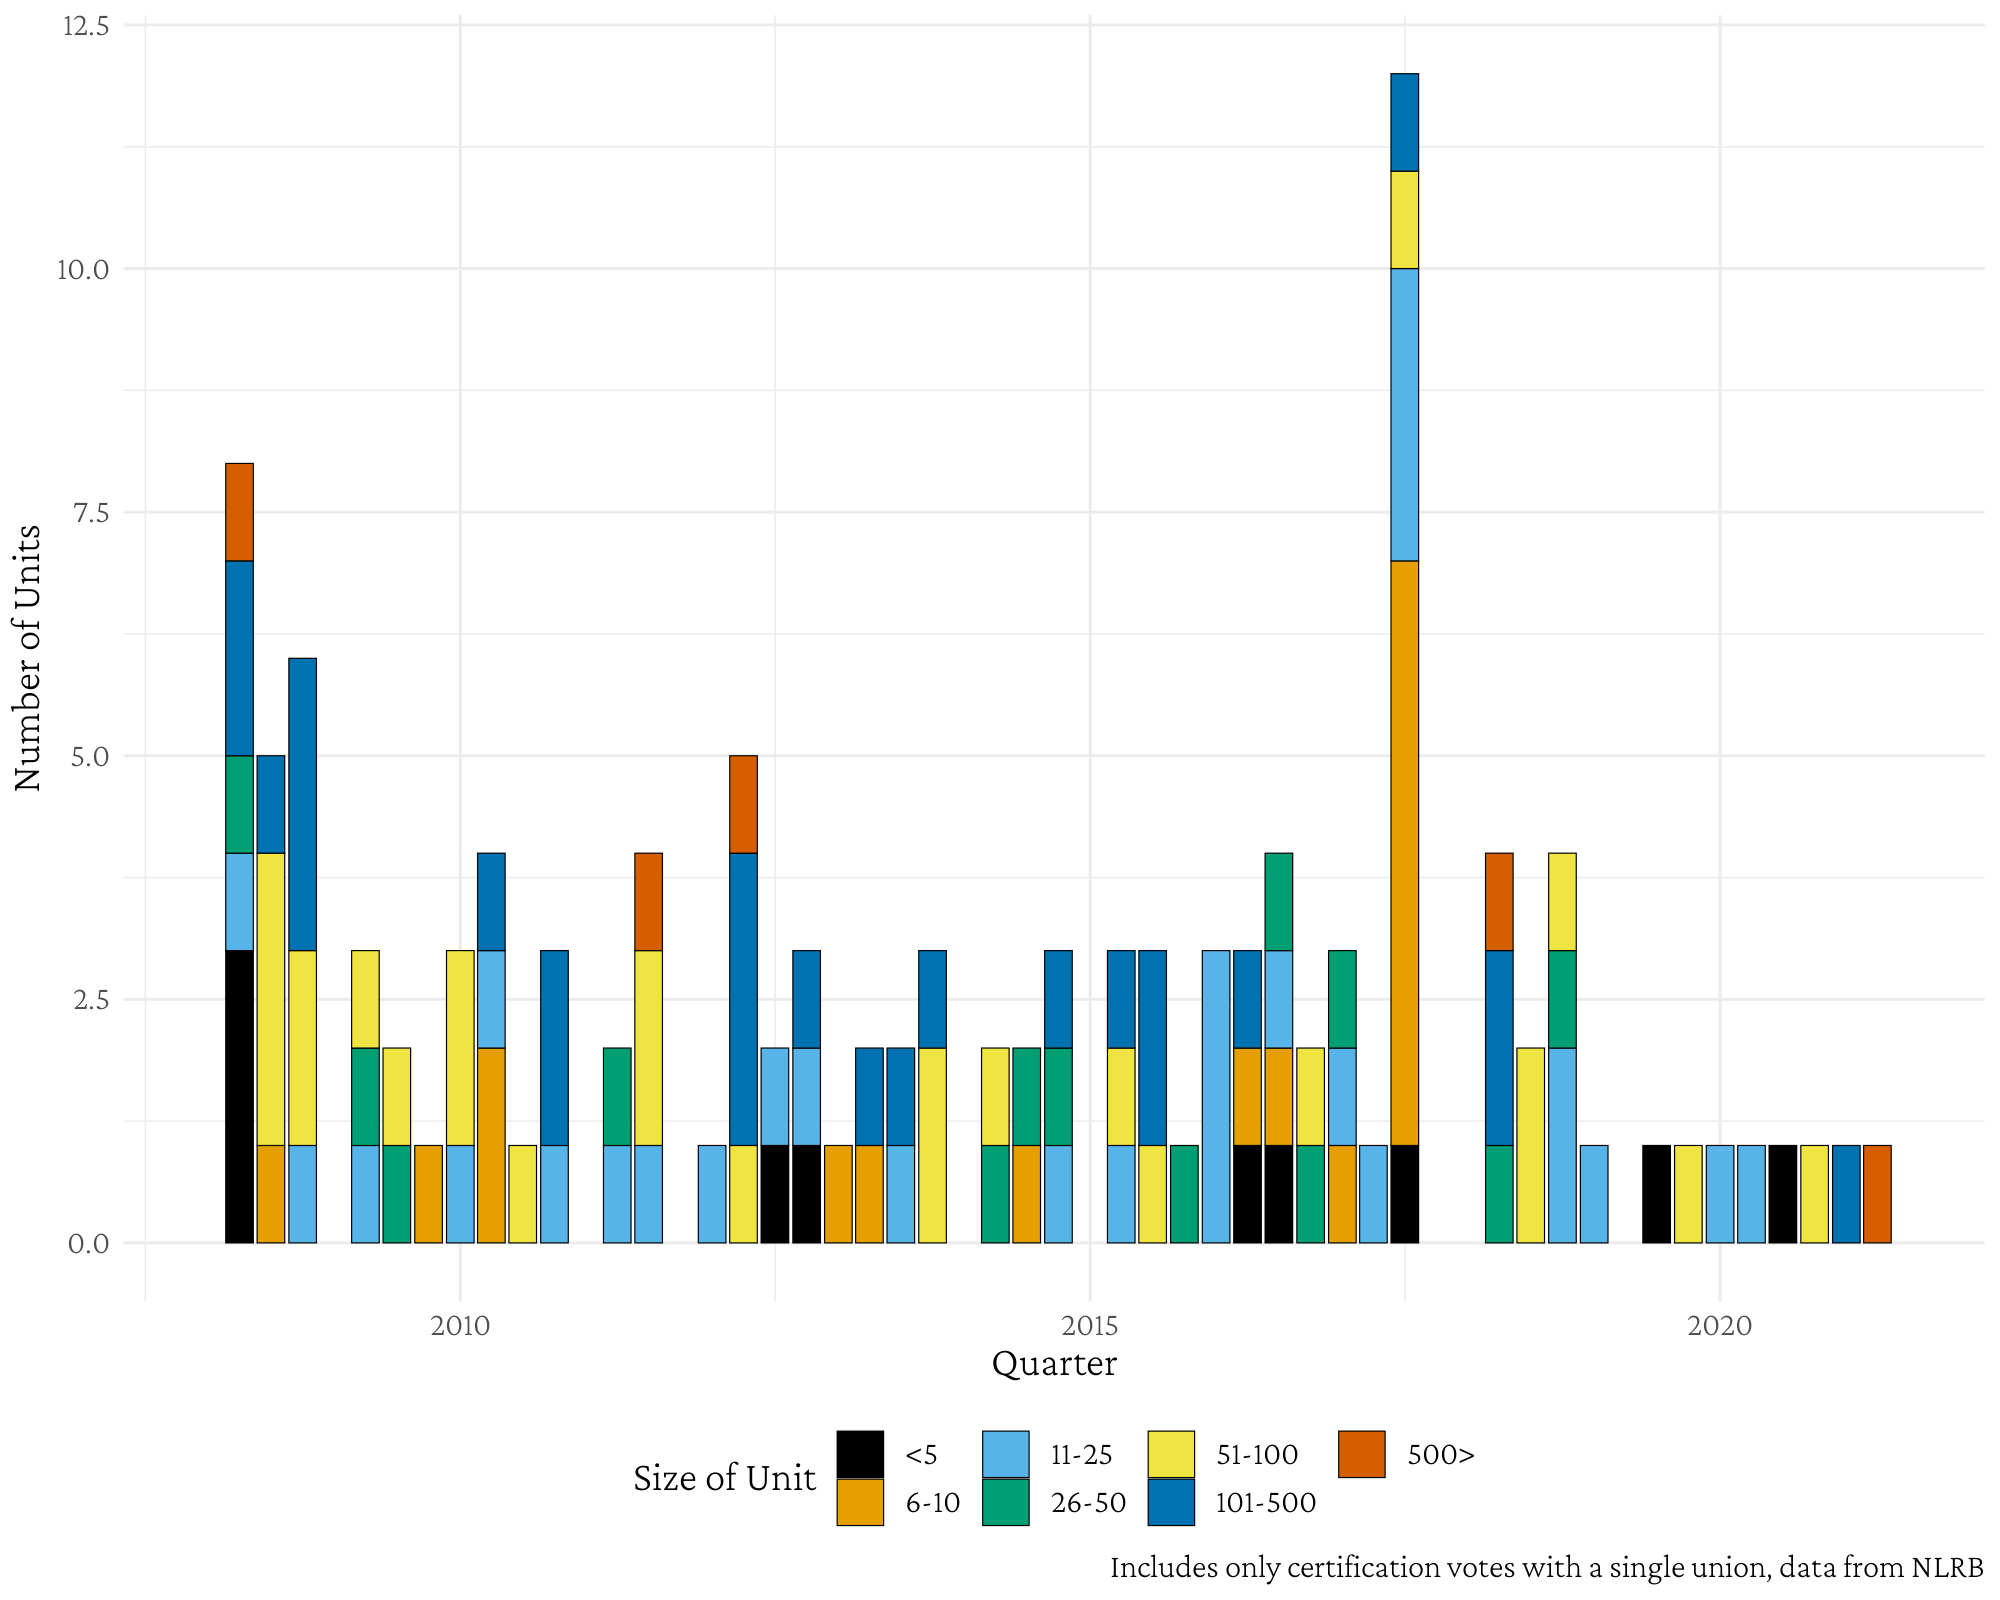 12.5
10.0
7.5
5.0
2.5
0.0
Number of Units
2010 2015 2020
Quarter
Size of Unit
<5 11-25 51-100 500>
6-10 26-50 101-500
Includes only certification votes with a single union, data from NLRB